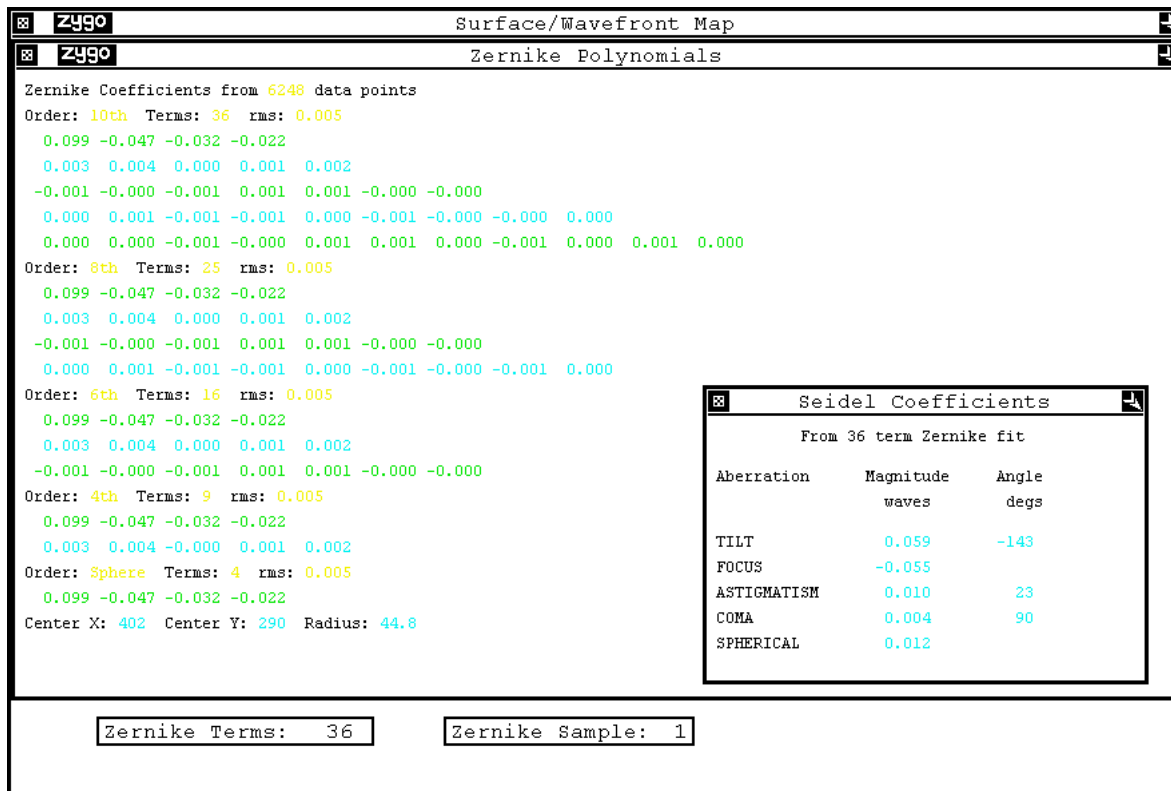 zygo Surface/Wavefront Map
zygo Zernike Polynomials
Zernike Coefficients from 6248 data points
Order: 10th Terms: 36 rms: 0.005
0.099 -0.047 -0.032 -0.022
0.003 0.004 0.000 0.001 0.002
-0.001 -0.000 -0.001 0.001 0.001 -0.000 -0.000
0.000 0.001 -0.001 -0.001 0.000 -0.001 -0.000 -0.000 0.000
0.000 0.000 -0.001 -0.000 0.001 0.001 0.000 -0.001 0.000 0.001 0.000
Order: 8th Terms: 25 rms: 0.005
0.099 -0.047 -0.032 -0.022
0.003 0.004 0.000 0.001 0.002
-0.001 -0.000 -0.001 0.001 0.001 -0.000 -0.000
0.000 0.001 -0.001 -0.001 0.000 -0.001 -0.000 -0.001 0.000
Order: 6th Terms: 16 rms: 0.005
0.099 -0.047 -0.032 -0.022
0.003 0.004 0.000 0.001 0.002
-0.001 -0.000 -0.001 0.001 0.001 -0.000 -0.000
Order: 4th Terms: 9 rms: 0.005
0.099 -0.047 -0.032 -0.022
0.003 0.004 -0.000 0.001 0.002
Order: Sphere Terms: 4 rms: 0.005
0.099 -0.047 -0.032 -0.022
Center X: 402 Center Y: 290 Radius: 44.8
Seidel Coefficients
From 36 term Zernike fit
Aberration Magnitude Angle
waves degs
TILT 0.059 -143
FOCUS -0.055
ASTIGMATISM 0.010 23
COMA 0.004 90
SPHERICAL 0.012
Zernike Terms: 36
Zernike Sample: 1